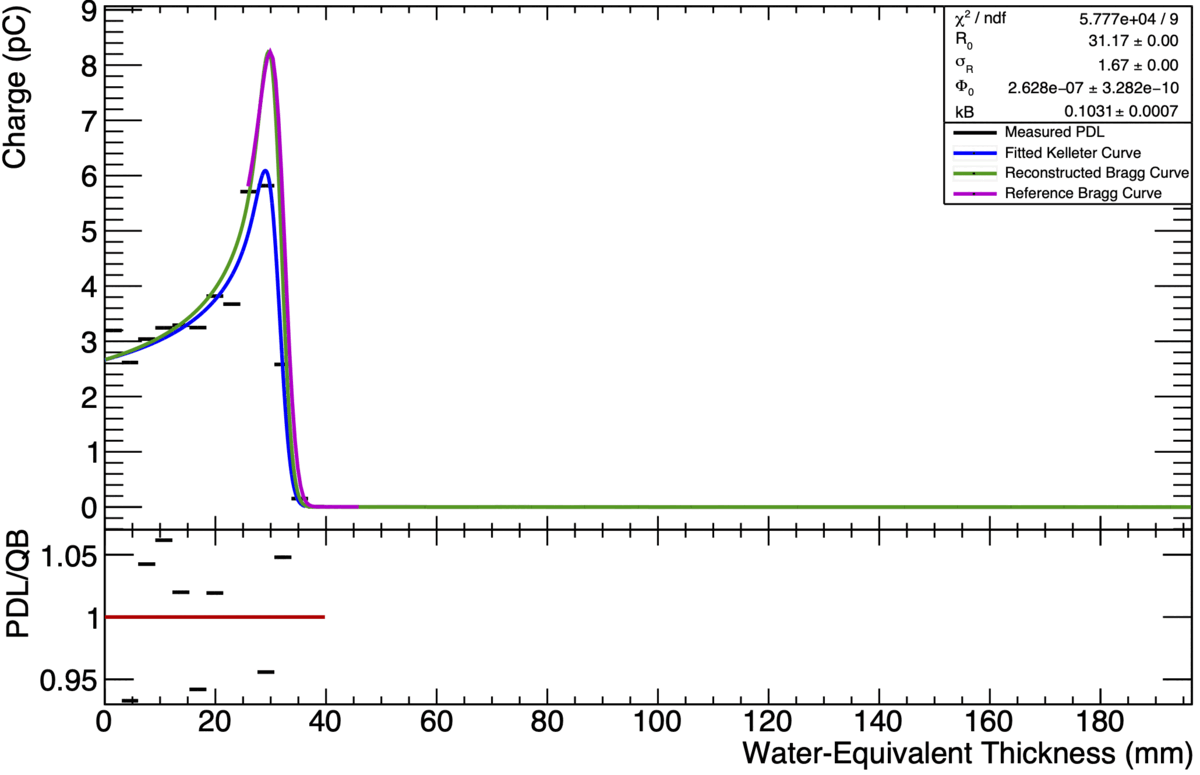 Charge (pC)
9
8
7
6
5
4
3
2
1
0
χ² / ndf 5.777e+04 / 9
R₀ 31.17 ± 0.00
σR 1.67 ± 0.00
Φ₀ 2.628e−07 ± 3.282e−10
kB 0.1031 ± 0.0007
Measured PDL
Fitted Kelleter Curve
Reconstructed Bragg Curve
Reference Bragg Curve
PDL/QB
1.05
1
0.95
0 20 40 60 80 100 120 140 160 180
Water-Equivalent Thickness (mm)